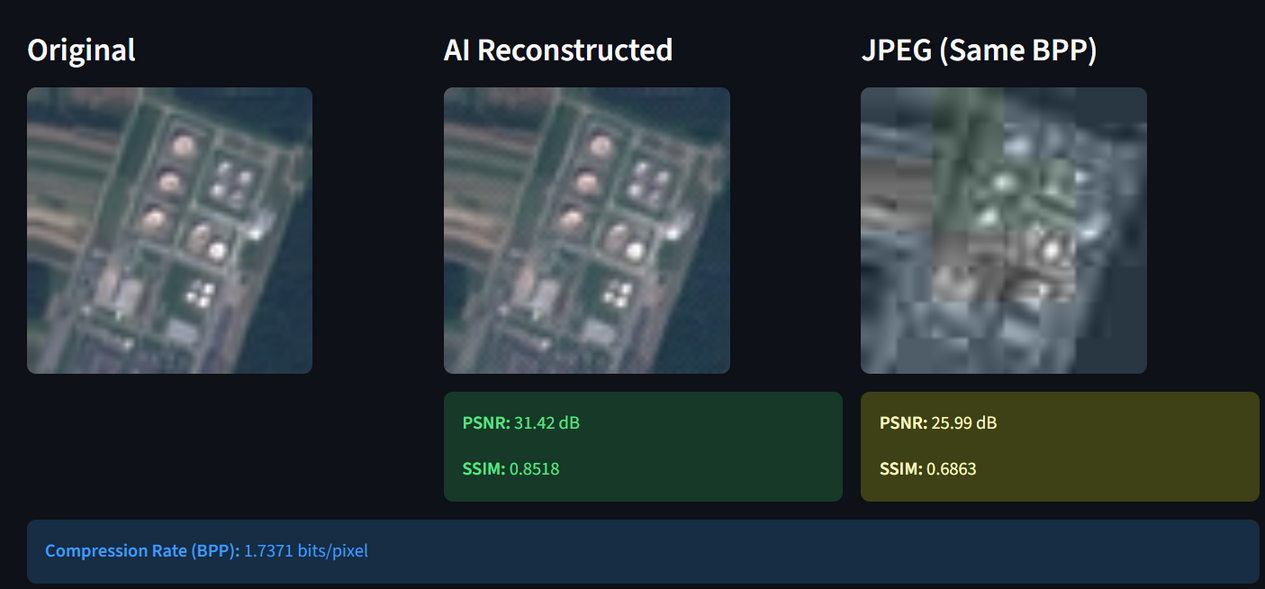 Original
AI Reconstructed
JPEG (Same BPP)
PSNR: 31.42 dB
SSIM: 0.8518
PSNR: 25.99 dB
SSIM: 0.6863
Compression Rate (BPP): 1.7371 bits/pixel